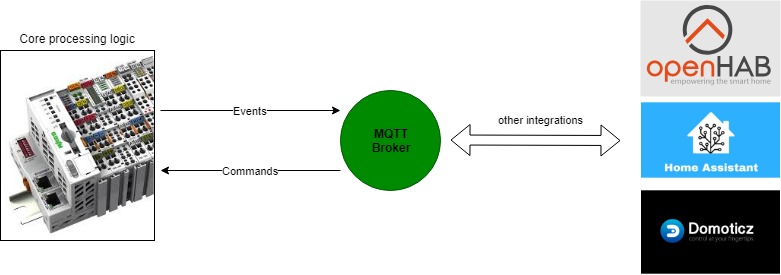 Core processing logic
Events
Commands
MQTT
Broker
other integrations
openHAB
empowering the smart home
Home Assistant
Domoticz
control at your fingertips